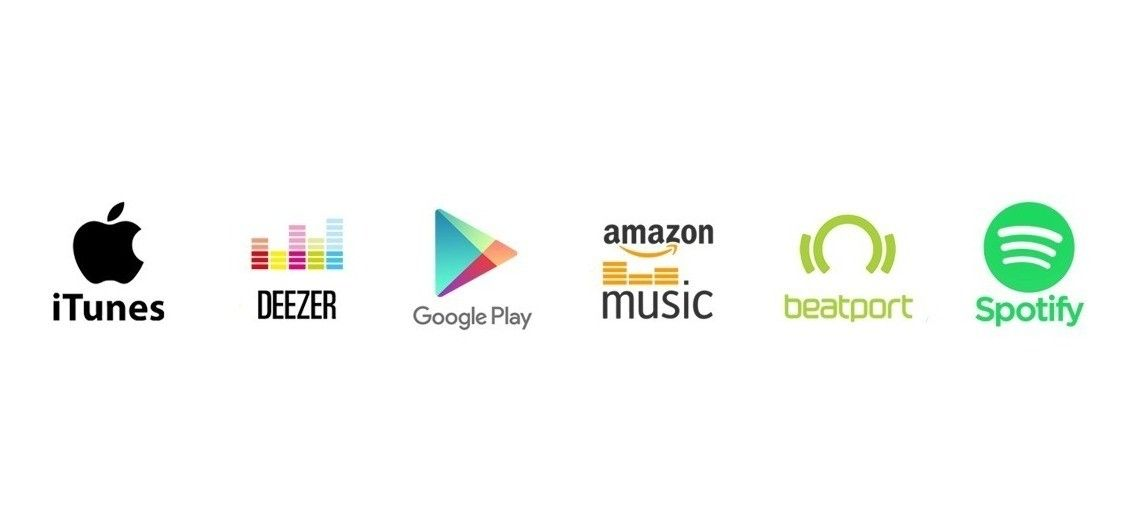 iTunes
DEEZER
Google Play
amazon
music
beatport
Spotify